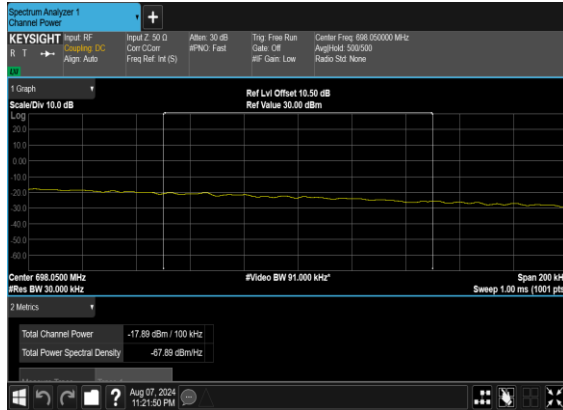 Spectrum Analyzer 1
Channel Power
KEYSIGHT Input: RF Input Z: 50 Ω Atten: 30 dB Trig: Free Run Center Freq: 698.050000 MHz
R T Coupling: DC Corr CCorr #PNO: Fast Gate: Off Avg|Hold: 500/500
Align: Auto Freq Ref: Int (S) #IF Gain: Low Radio Std: None
LXI
1 Graph
Ref Lvl Offset 10.50 dB
Scale/Div 10.0 dB Ref Value 30.00 dBm
Log
20.0
10.0
0.00
-10.0
-20.0
-30.0
-40.0
-50.0
-60.0
Center 698.0500 MHz #Video BW 91.000 kHz* Span 200 kH
#Res BW 30.000 kHz Sweep 1.00 ms (1001 pts
2 Metrics
Total Channel Power -17.89 dBm / 100 kHz
Total Power Spectral Density -67.89 dBm/Hz
? Aug 07, 2024
11:21:50 PM